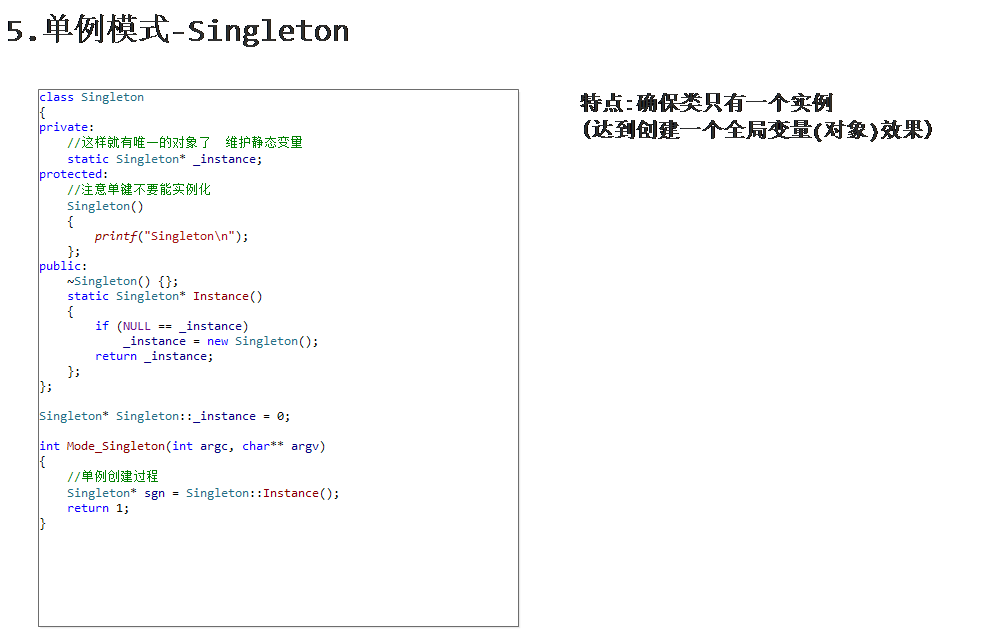 5.单例模式-Singleton
class Singleton
{
private:
//这样就有唯一的对象了 维护静态变量
static Singleton* _instance;
protected:
//注意单键不要能实例化
Singleton()
{
printf("Singleton\n");
};
public:
~Singleton() {};
static Singleton* Instance()
{
if (NULL == _instance)
_instance = new Singleton();
return _instance;
};
};
Singleton* Singleton::_instance = 0;
int Mode_Singleton(int argc, char** argv)
{
//单例创建过程
Singleton* sgn = Singleton::Instance();
return 1;
}
特点:确保类只有一个实例
(达到创建一个全局变量(对象)效果)